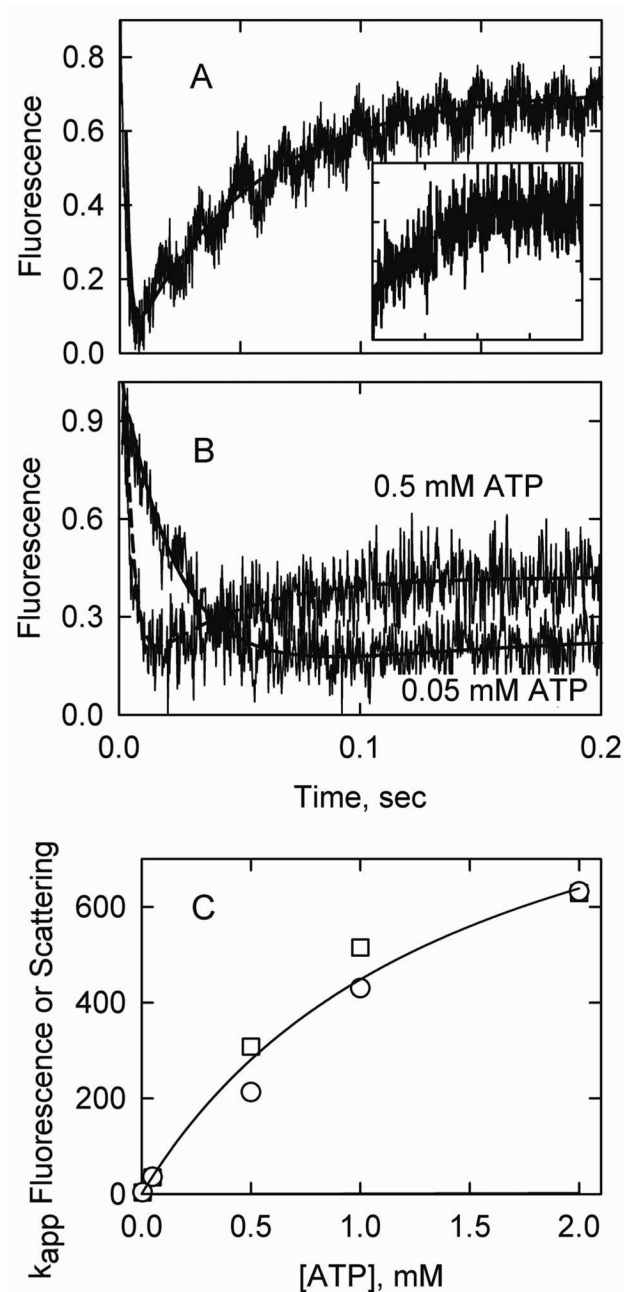 A
Fluorescence
0.8
0.6
0.4
0.2
0.0
B
Fluorescence
0.9
0.6
0.3
0.0
0.5 mM ATP
0.05 mM ATP
0.0 0.1 0.2
Time, sec
C
kapp Fluorescence or Scattering
600
400
200
0
0.0 0.5 1.0 1.5 2.0
[ATP], mM